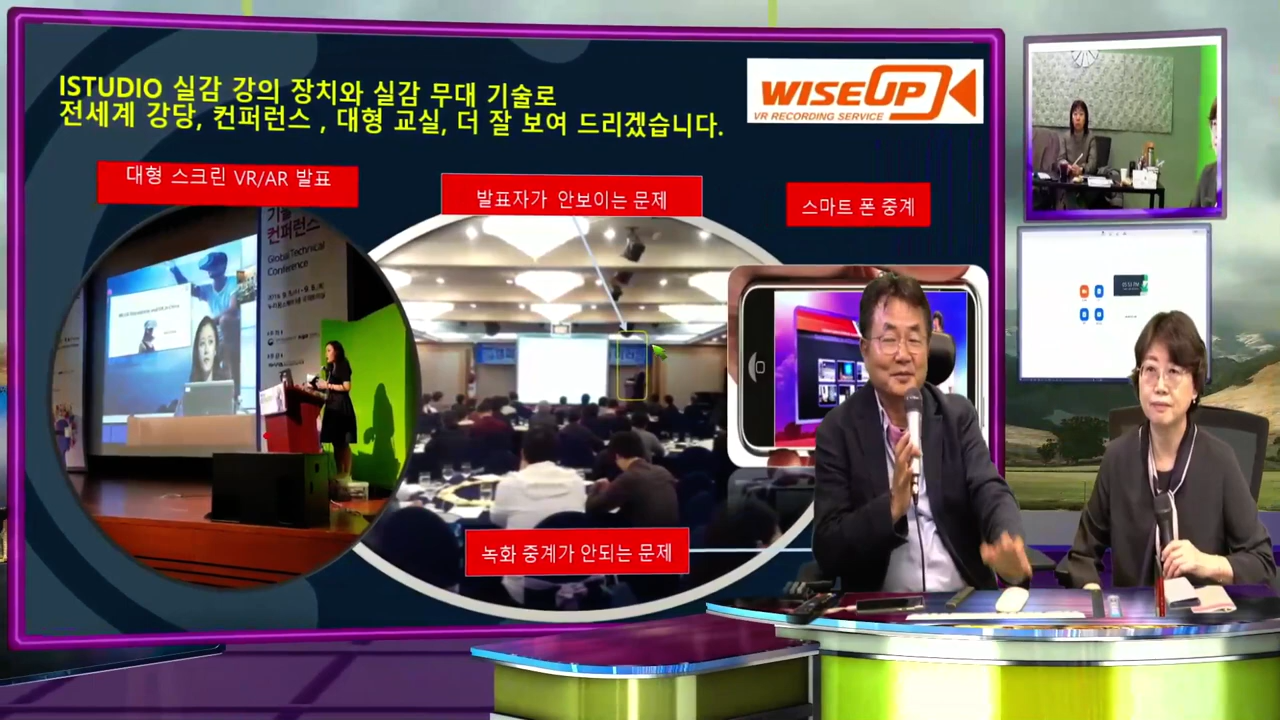 ISTUDIO 실감 강의 장치와 실감 무대 기술로
전세계 강당, 컨퍼런스 , 대형 교실, 더 잘 보여 드리겠습니다.
WISEUP
VR RECORDING SERVICE
대형 스크린 VR/AR 발표
발표자가 안보이는 문제
스마트 폰 중계
기술
컨퍼런스
Global Technical
Conference
녹화 중계가 안되는 문제